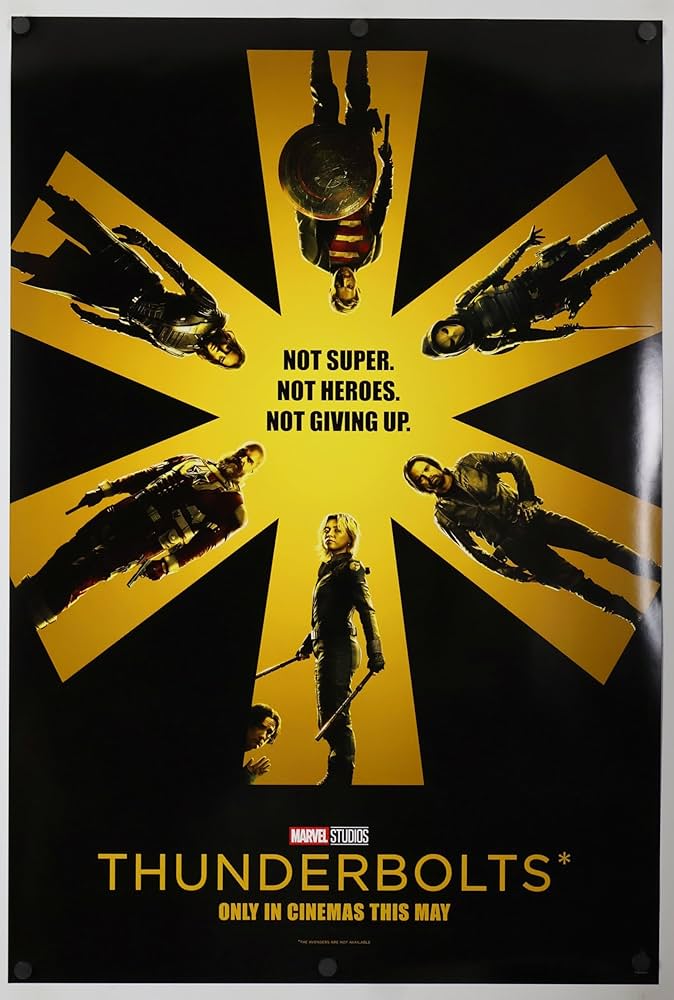 NOT SUPER.
NOT HEROES.
NOT GIVING UP.
MARVEL STUDIOS
THUNDERBOLTS*
ONLY IN CINEMAS THIS MAY
*THE AVENGERS ARE NOT AVAILABLE